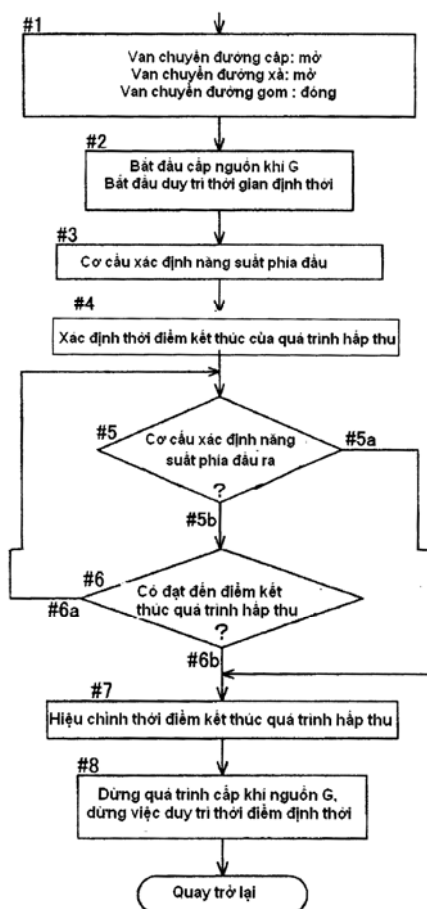 #1
Van chuyển đường cấp: mở
Van chuyển đường xả: mở
Van chuyển đường gom : đóng
#2
Bắt đầu cấp nguồn khí G
Bắt đầu duy trì thời gian định thời
#3
Cơ cấu xác định năng suất phía đầu
#4
Xác định thời điểm kết thúc của quá trình hấp thu
#5
Cơ cấu xác định năng
suất phía đầu ra
?
#5a
#5b
#6
Có đạt đến điểm kết
thúc quá trình hấp thu
?
#6a
#6b
#7
Hiệu chỉnh thời điểm kết thúc quá trình hấp thu
#8
Dừng quá trình cấp khí nguồn G,
dừng việc duy trì thời điểm định thời
Quay trở lại